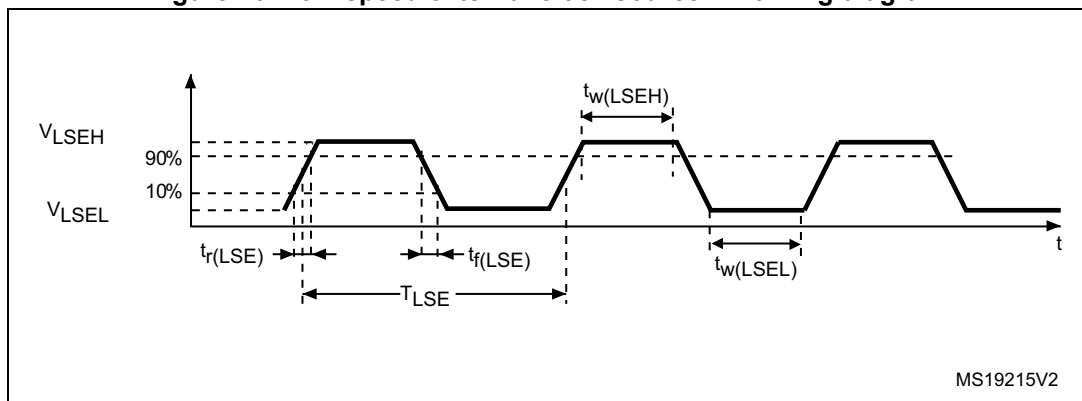 V_LSEH
90%
10%
V_LSEL
t_r(LSE)
t_f(LSE)
T_LSE
t_w(LSEH)
t_w(LSEL)
t
MS19215V2